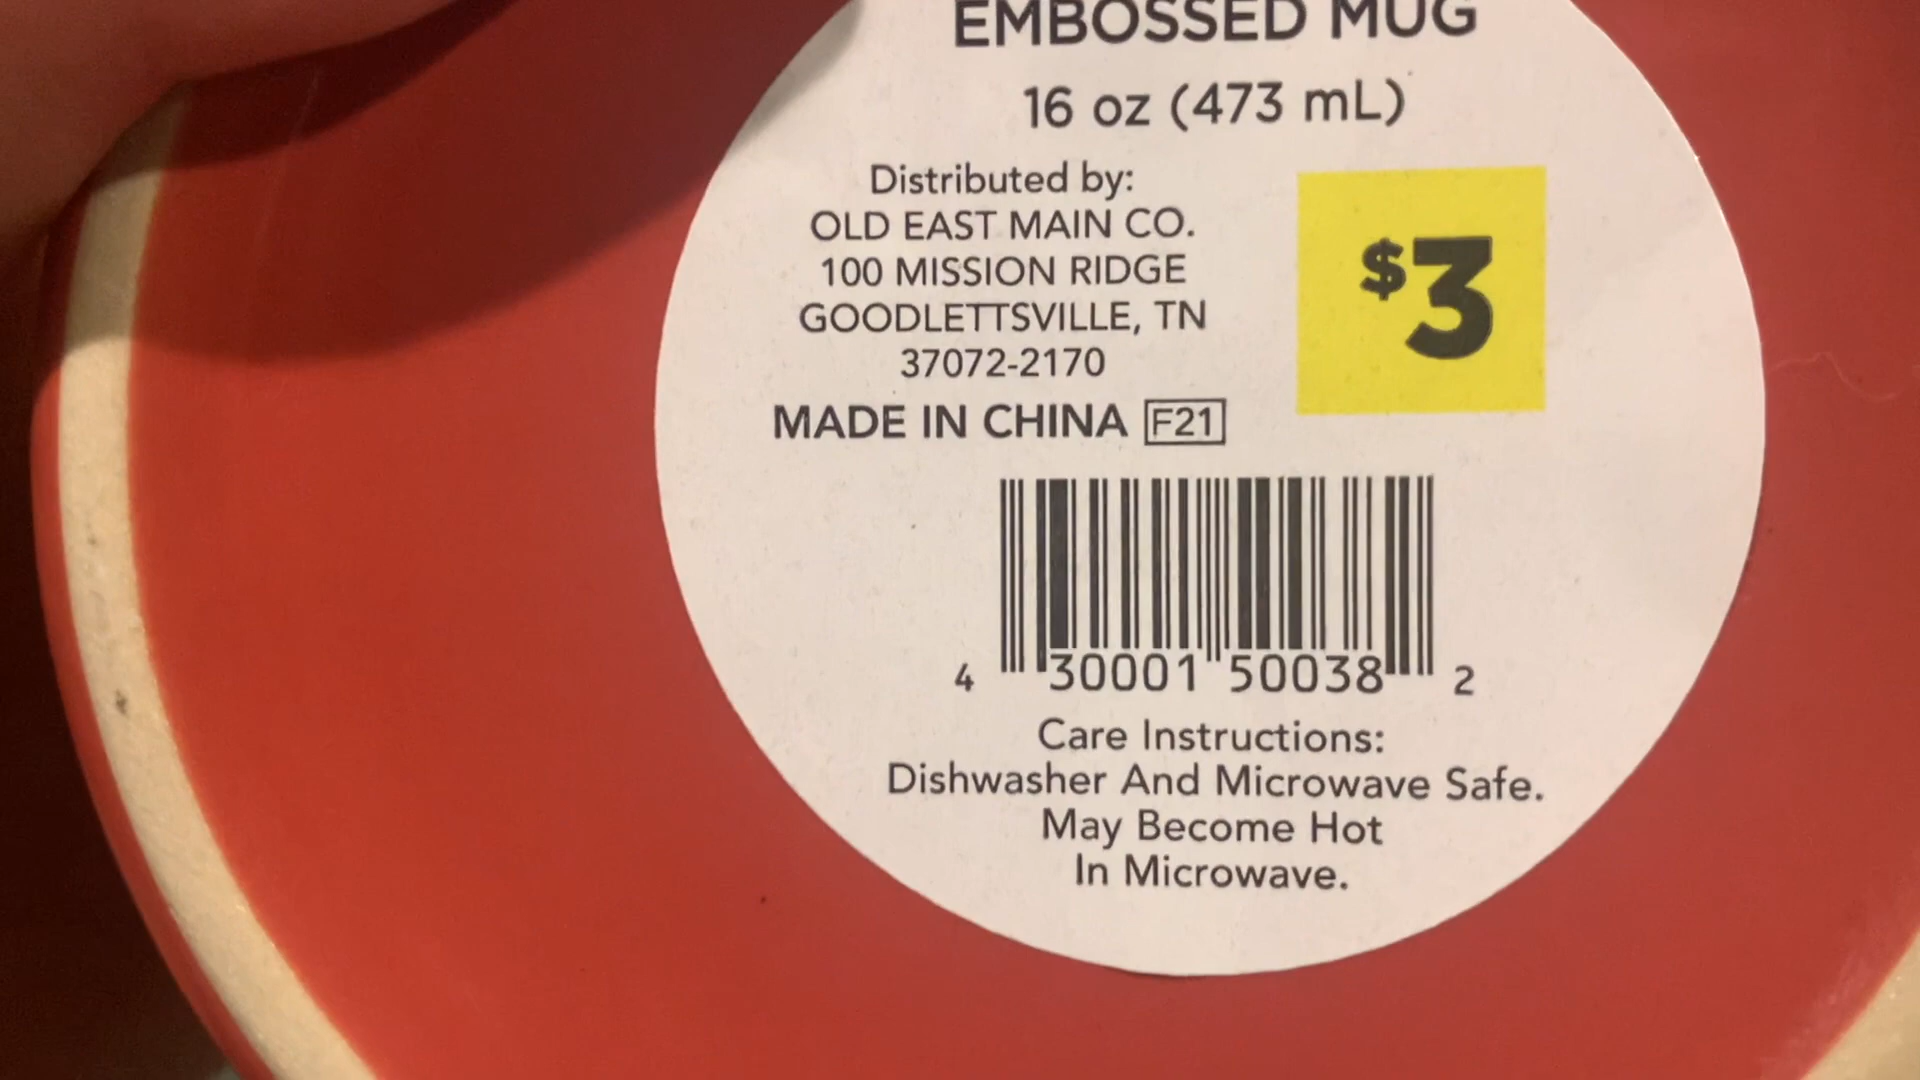 EMBOSSED MUG
16 oz (473 mL)
Distributed by:
OLD EAST MAIN CO.
100 MISSION RIDGE
GOODLETTSVILLE, TN
37072-2170
$3
MADE IN CHINA F21
4 30001 50038 2
Care Instructions:
Dishwasher And Microwave Safe.
May Become Hot
In Microwave.